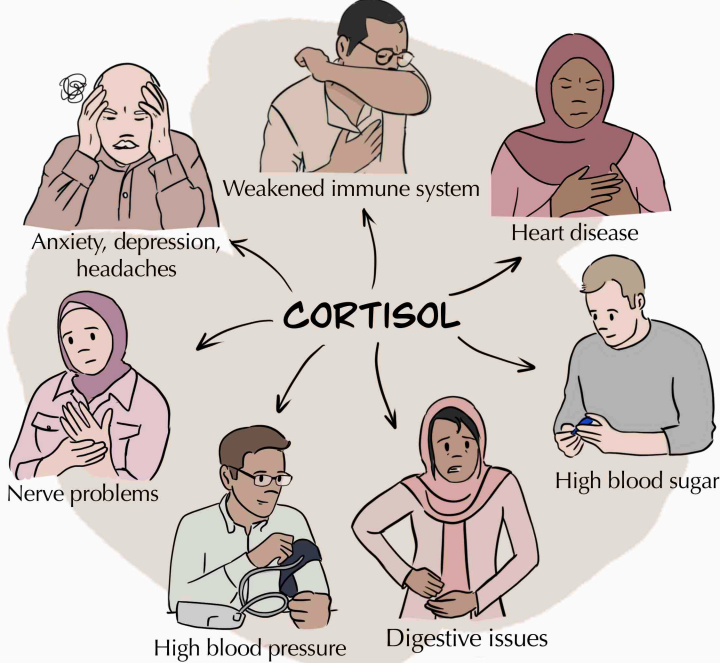 Weakened immune system
Heart disease
Anxiety, depression,
headaches
CORTISOL
High blood sugar
Nerve problems
Digestive issues
High blood pressure